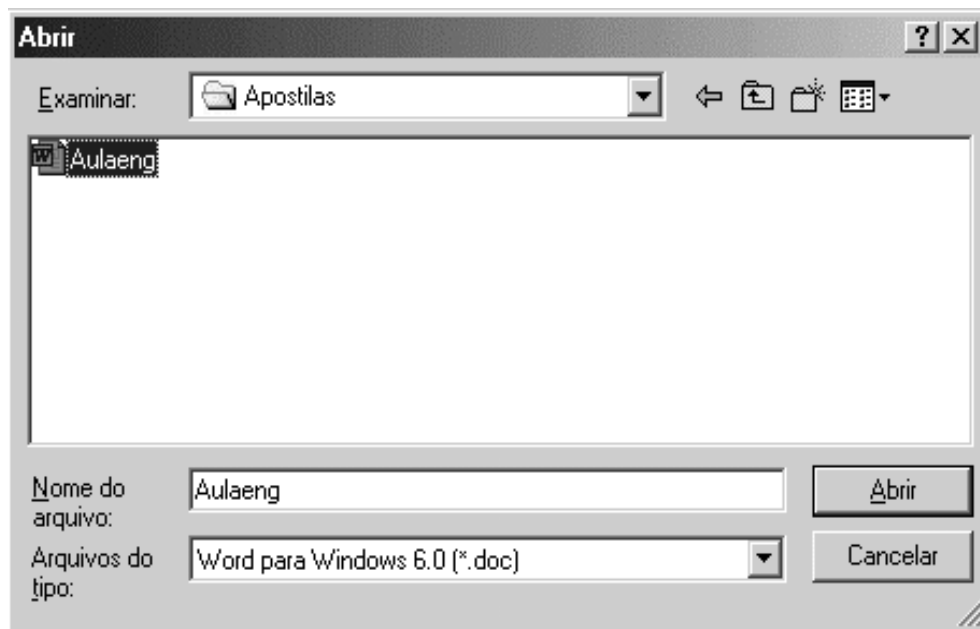 Abrir
Examinar: Apostilas
Aulaeng
Nome do
arquivo: Aulaeng
Abrir
Arquivos do
tipo: Word para Windows 6.0 (*.doc)
Cancelar